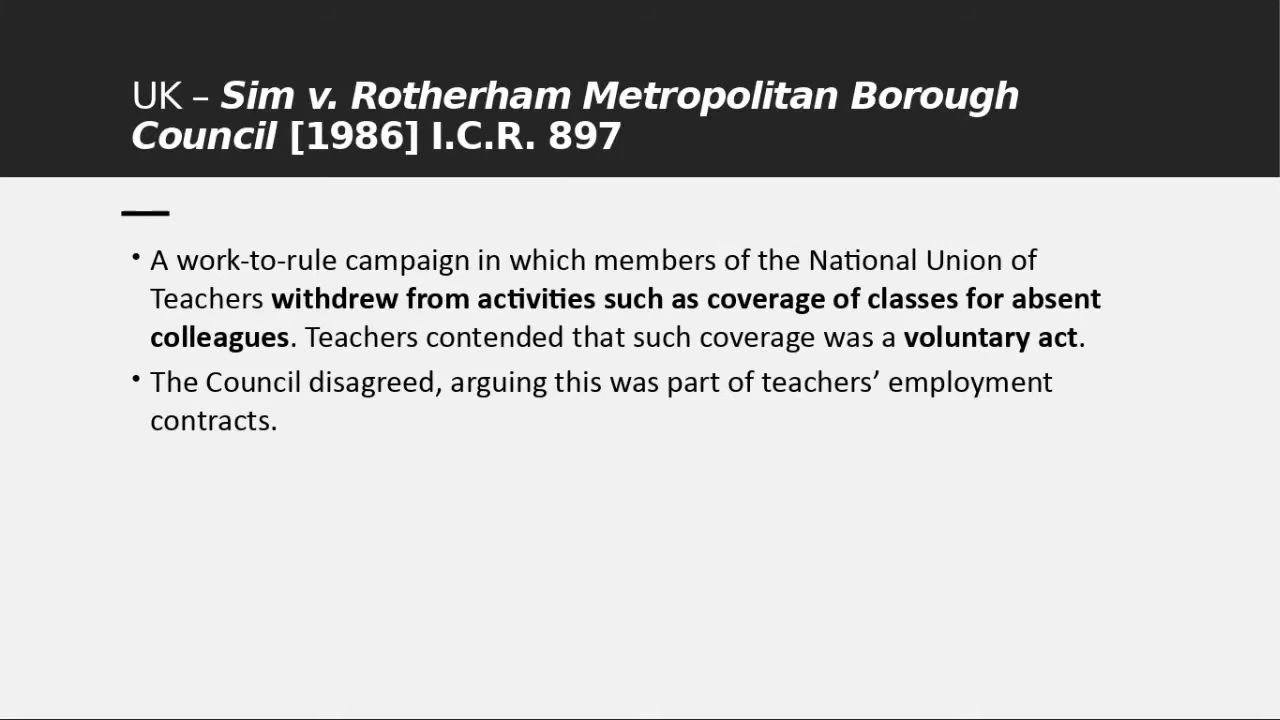 UK – Sim v. Rotherham Metropolitan Borough
Council [1986] I.C.R. 897
• A work-to-rule campaign in which members of the National Union of
Teachers withdrew from activities such as coverage of classes for absent
colleagues. Teachers contended that such coverage was a voluntary act.
• The Council disagreed, arguing this was part of teachers’ employment
contracts.